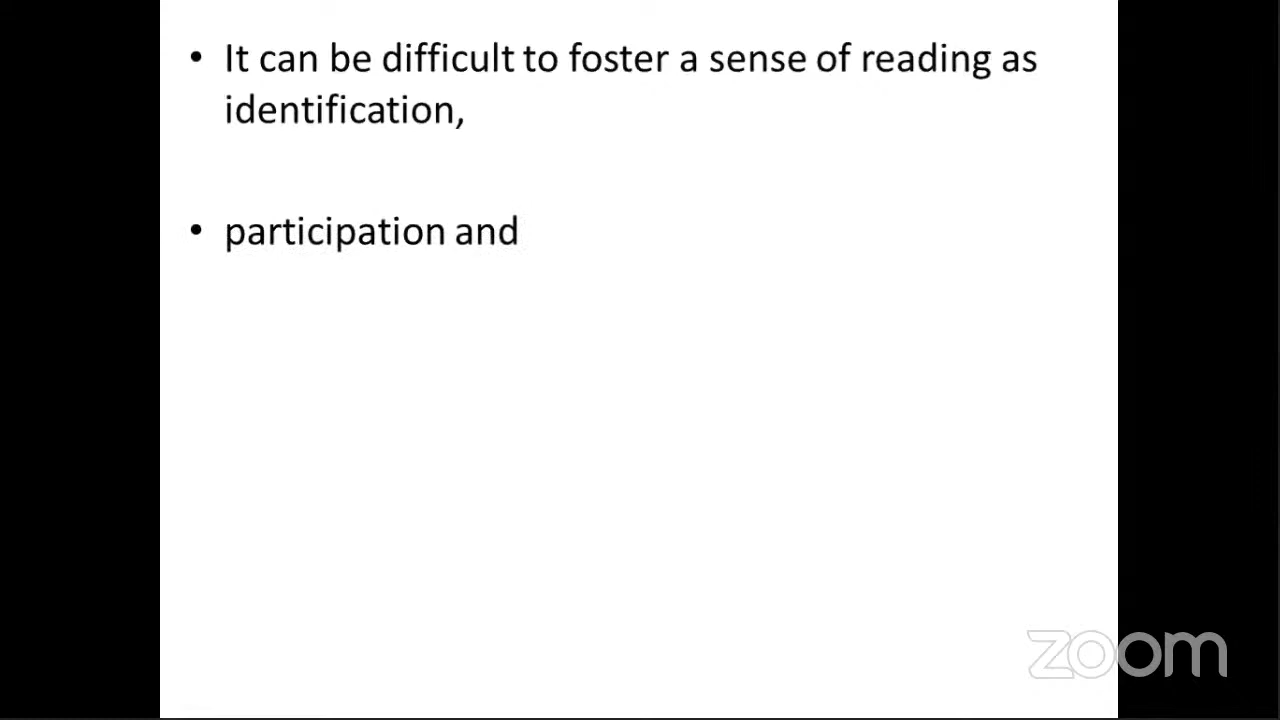 • It can be difficult to foster a sense of reading as
identification,
• participation and
zoom